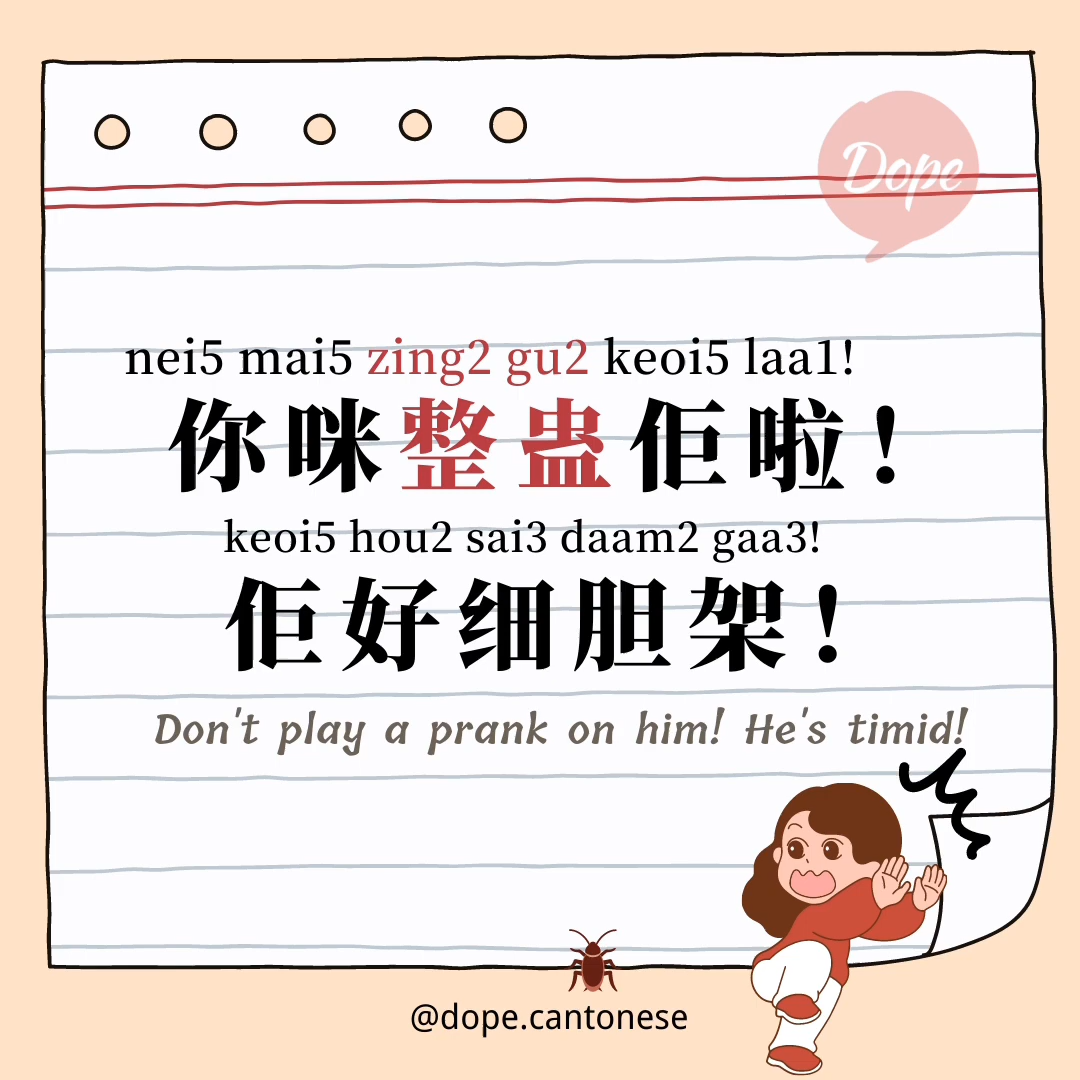 Dope
nei5 mai5 zing2 gu2 keoi5 laa1!
你咪整蛊佢啦！
keoi5 hou2 sai3 daam2 gaa3!
佢好细胆架！
Don't play a prank on him! He's timid!
@dope.cantonese